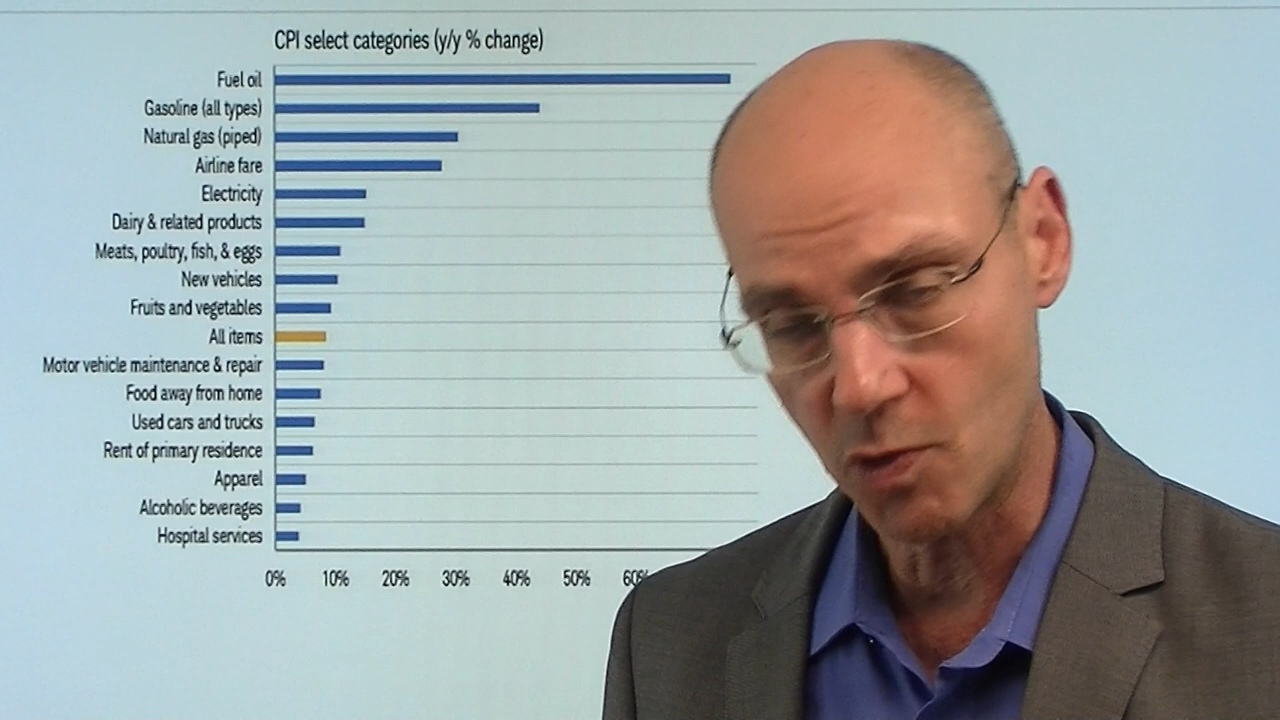 CPI select categories (y/y % change)
Fuel oil
Gasoline (all types)
Natural gas (piped)
Airline fare
Electricity
Dairy & related products
Meats, poultry, fish, & eggs
New vehicles
Fruits and vegetables
All items
Motor vehicle maintenance & repair
Food away from home
Used cars and trucks
Rent of primary residence
Apparel
Alcoholic beverages
Hospital services
0% 10% 20% 30% 40% 50% 60%